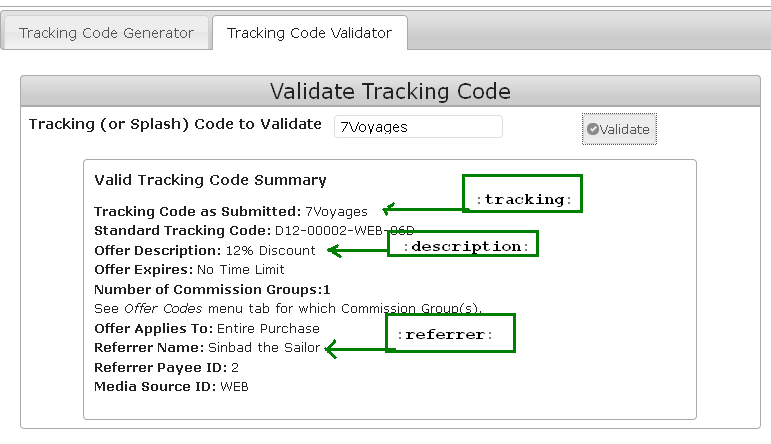 Tracking Code Generator
Tracking Code Validator
Validate Tracking Code
Tracking (or Splash) Code to Validate 7Voyages Validate
Valid Tracking Code Summary
:tracking:
Tracking Code as Submitted: 7Voyages
Standard Tracking Code: D12-00002-WEB-06D
:description:
Offer Description: 12% Discount
Offer Expires: No Time Limit
Number of Commission Groups:1
See Offer Codes menu tab for which Commission Group(s).
Offer Applies To: Entire Purchase
:referrer:
Referrer Name: Sinbad the Sailor
Referrer Payee ID: 2
Media Source ID: WEB